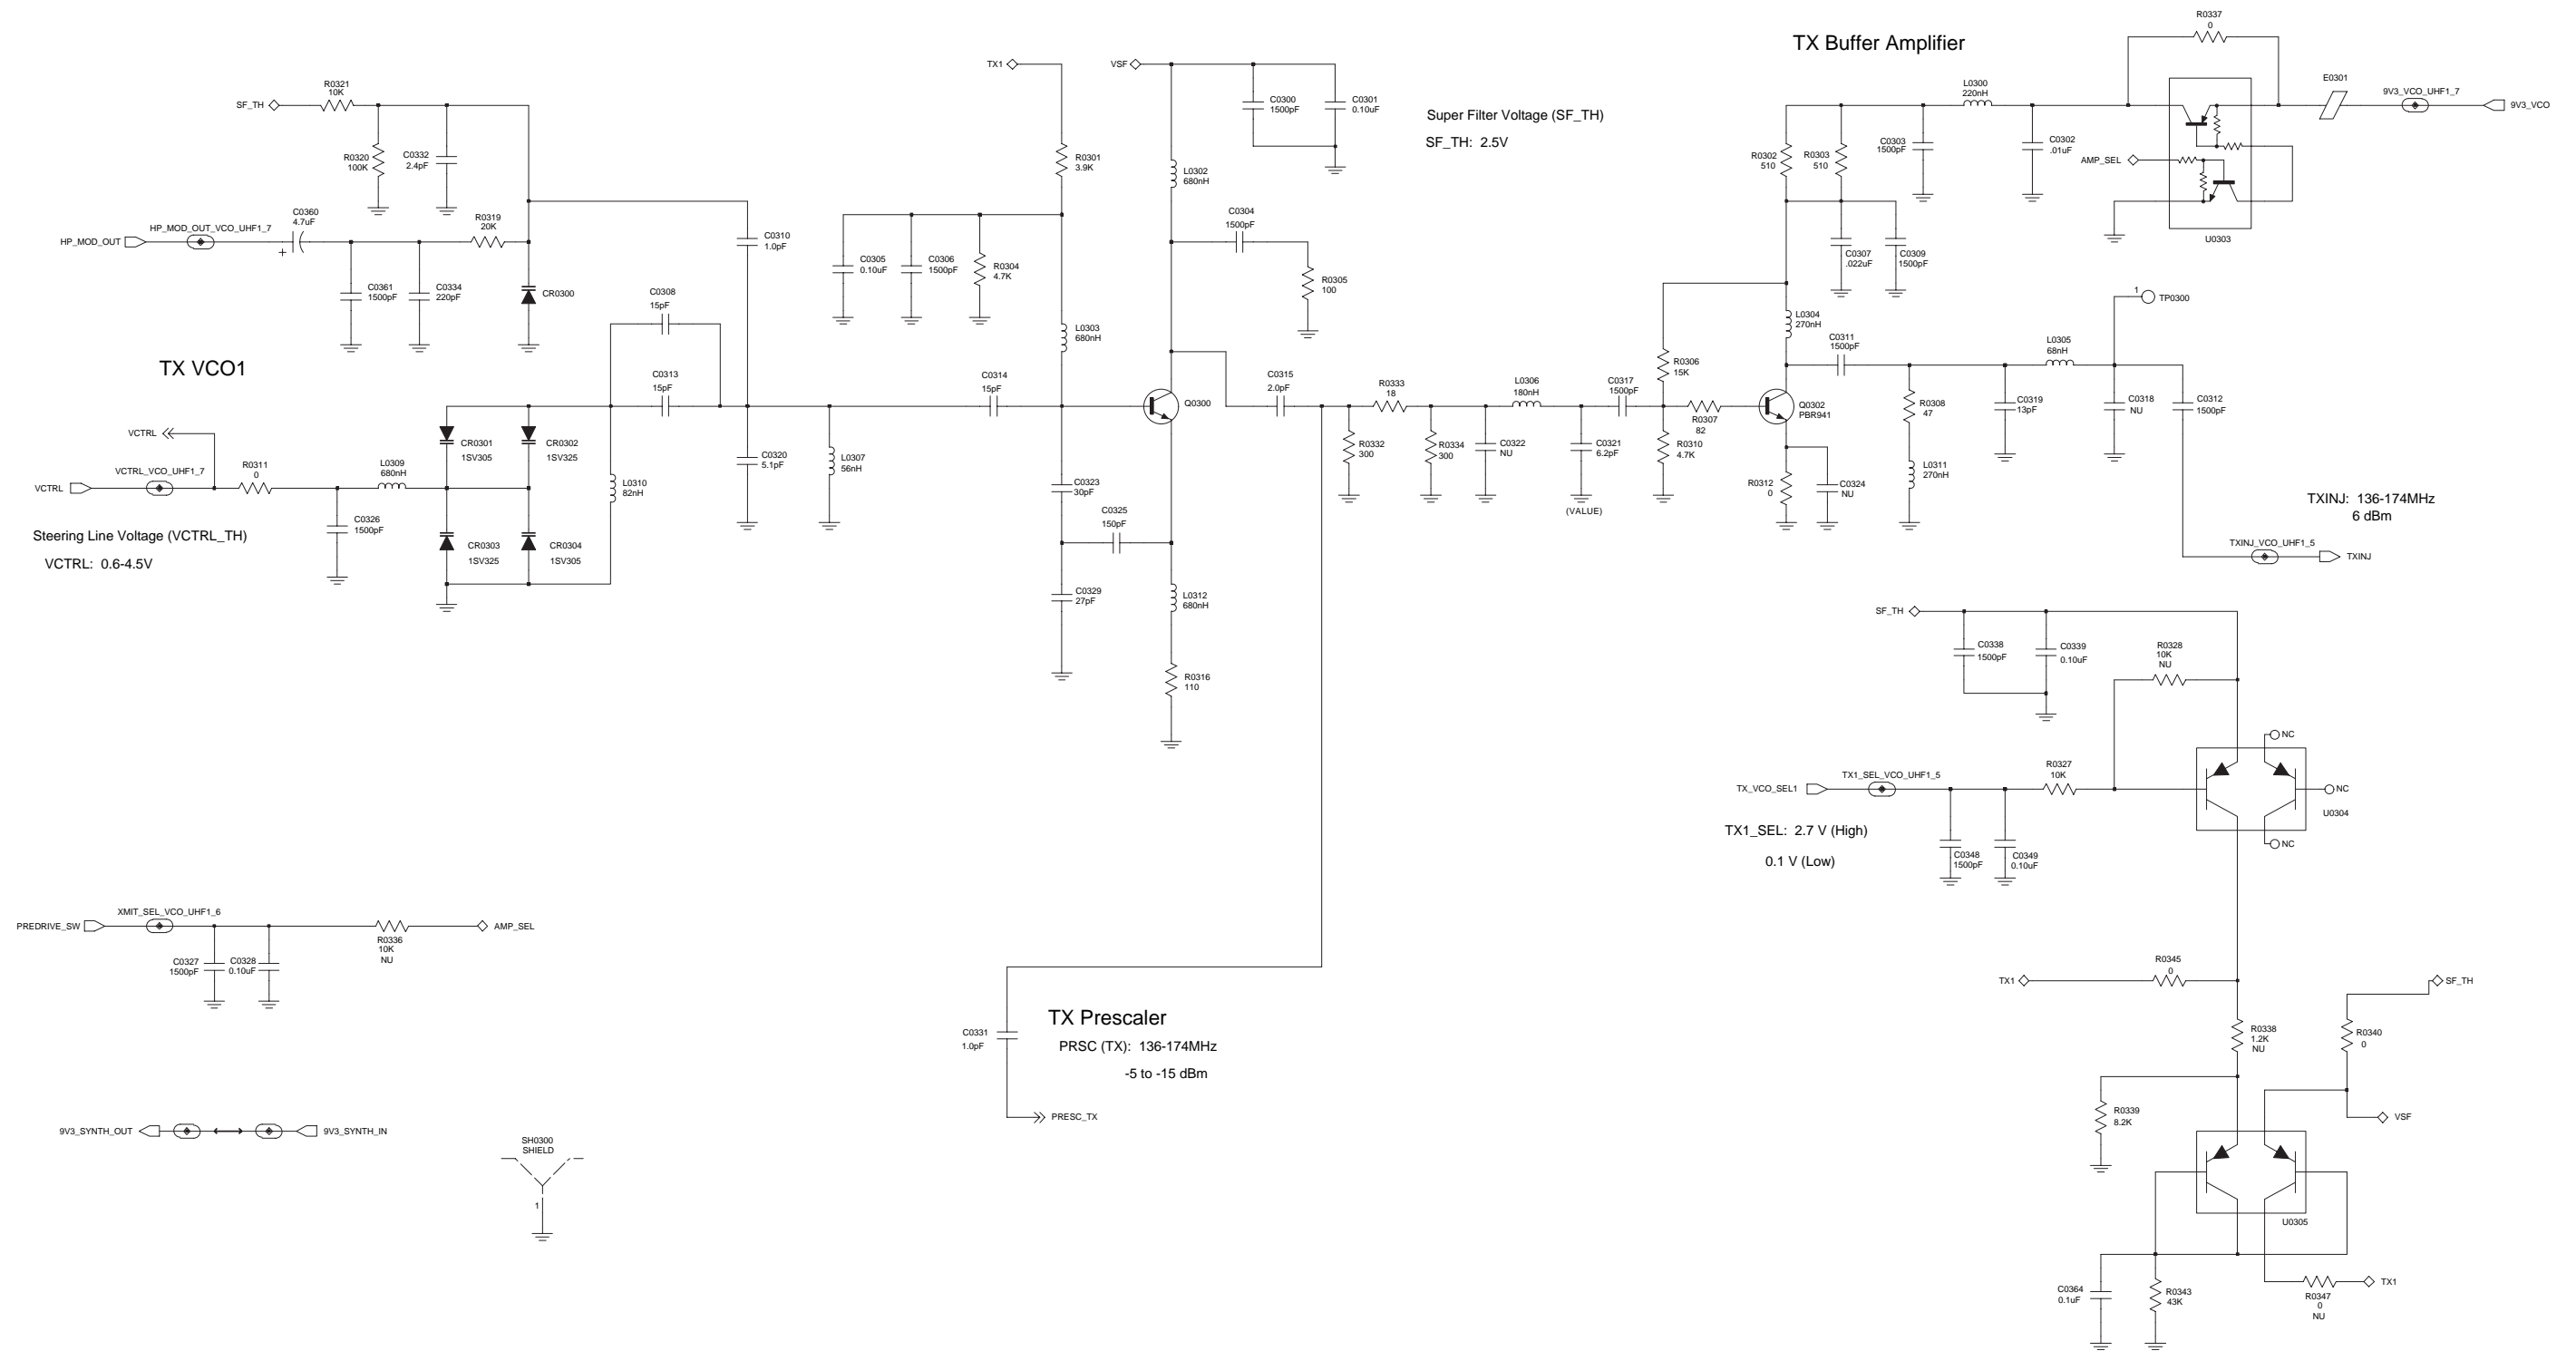 TX Buffer Amplifier
R0337
0
E0301
9V3_VCO_UHF1_7
9V3_VCO
L0300
220nH
R0302
510
R0303
510
C0303
1500pF
C0302
.01uF
AMP_SEL
U0303
C0307
.022uF
C0309
1500pF
TX1
VSF
C0300
1500pF
C0301
0.10uF
Super Filter Voltage (SF_TH)
SF_TH: 2.5V
R0321
10K
SF_TH
R0320
100K
C0332
2.4pF
R0301
3.9K
L0302
680nH
C0304
1500pF
R0305
100
HP_MOD_OUT
HP_MOD_OUT_VCO_UHF1_7
C0360
4.7uF
+
R0319
20K
C0361
1500pF
C0334
220pF
CR0300
C0310
1.0pF
C0305
0.10uF
C0306
1500pF
R0304
4.7K
C0308
15pF
L0303
680nH
TX VCO1
C0313
15pF
C0314
15pF
Q0300
C0315
2.0pF
R0333
18
L0306
180nH
C0317
1500pF
R0306
15K
L0304
270nH
C0311
1500pF
L0305
68nH
1
TP0300
Q0302
PBR941
R0307
82
R0308
47
C0319
13pF
C0318
NU
C0312
1500pF
VCTRL
VCTRL_VCO_UHF1_7
VCTRL
R0311
0
L0309
680nH
CR0301
1SV305
CR0302
1SV325
C0326
1500pF
CR0303
1SV325
CR0304
1SV305
L0310
82nH
C0320
5.1pF
L0307
56nH
C0323
30pF
C0325
150pF
R0332
300
R0334
300
C0322
NU
C0321
6.2pF
(VALUE)
R0310
4.7K
R0312
0
C0324
NU
L0311
270nH
TXINJ: 136-174MHz
6 dBm
TXINJ_VCO_UHF1_5
TXINJ
Steering Line Voltage (VCTRL_TH)
VCTRL: 0.6-4.5V
C0329
27pF
L0312
680nH
R0316
110
SF_TH
C0338
1500pF
C0339
0.10uF
R0328
10K
NU
NC
NC
NC
U0304
TX_VCO_SEL1
TX1_SEL_VCO_UHF1_5
R0327
10K
TX1_SEL: 2.7 V (High)
0.1 V (Low)
C0348
1500pF
C0349
0.10uF
PREDRIVE_SW
XMIT_SEL_VCO_UHF1_6
C0327
1500pF
C0328
0.10uF
R0336
10K
NU
AMP_SEL
C0331
1.0pF
TX Prescaler
PRSC (TX): 136-174MHz
-5 to -15 dBm
PRESC_TX
TX1
R0345
0
SF_TH
R0338
1.2K
NU
R0340
0
R0339
8.2K
VSF
U0305
C0364
0.1uF
R0343
43K
R0347
0
NU
TX1
9V3_SYNTH_OUT
9V3_SYNTH_IN
SH0300
SHIELD
1